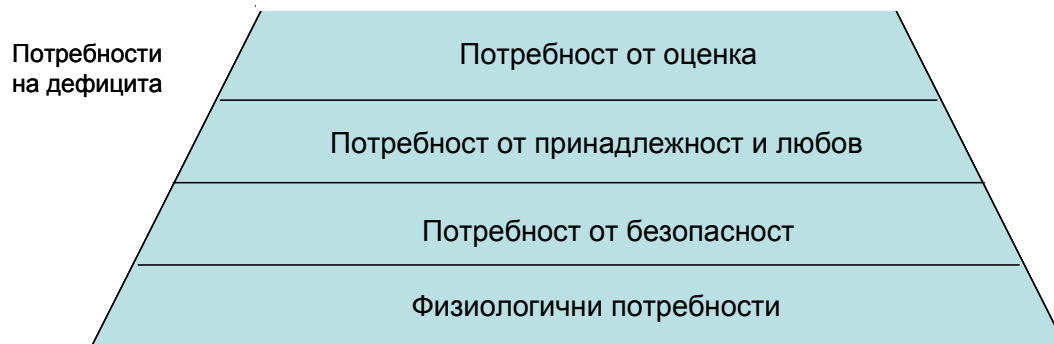 Потребности
на дефицита
Потребност от оценка
Потребност от принадлежност и любов
Потребност от безопасност
Физиологични потребности